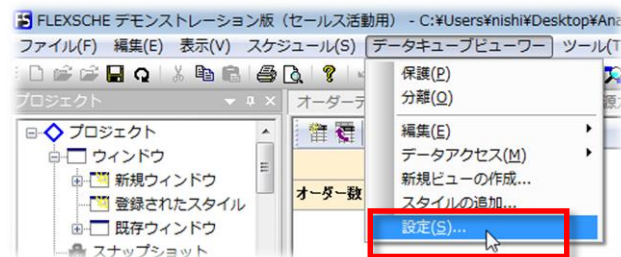 FLEXSCHE デモンストレーション版（セールス活動用） - C:¥Users¥nishi¥Desktop¥Ana
ファイル(F) 編集(E) 表示(V) スケジュール(S) データキューブビューワー ツール(T
プロジェクト
オーダーデ
保護(P)
分離(O)
編集(E)
データアクセス(M)
新規ビューの作成...
スタイルの追加...
設定(S)...
プロジェクト
ウィンドウ
新規ウィンドウ
登録されたスタイル
既存ウィンドウ
スナップショット
オーダー数